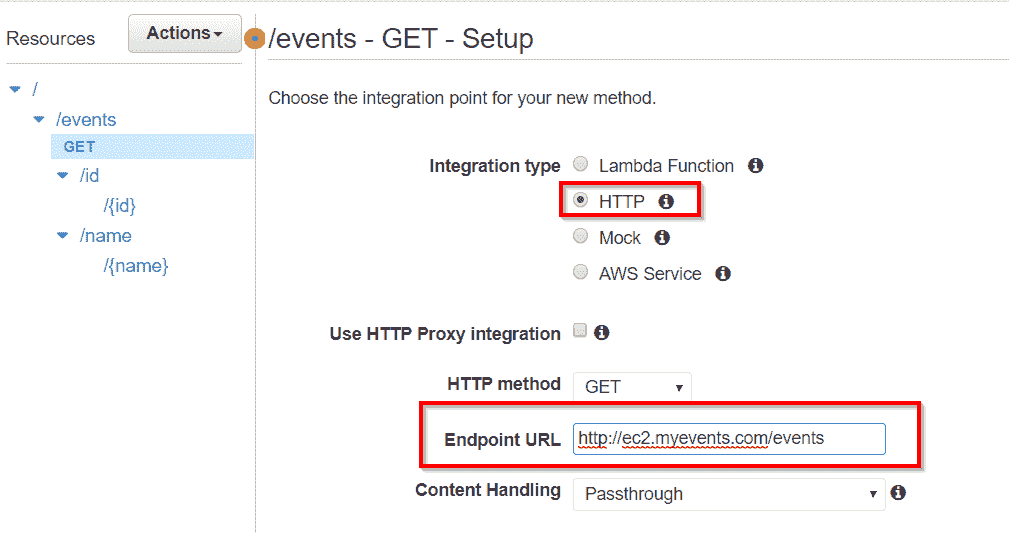 Resources
Actions
/events - GET - Setup
/
/events
GET
/id
/{id}
/name
/{name}
Choose the integration point for your new method.
Integration type
Lambda Function
HTTP
Mock
AWS Service
Use HTTP Proxy integration
HTTP method GET
Endpoint URL http://ec2.myevents.com/events
Content Handling Passthrough